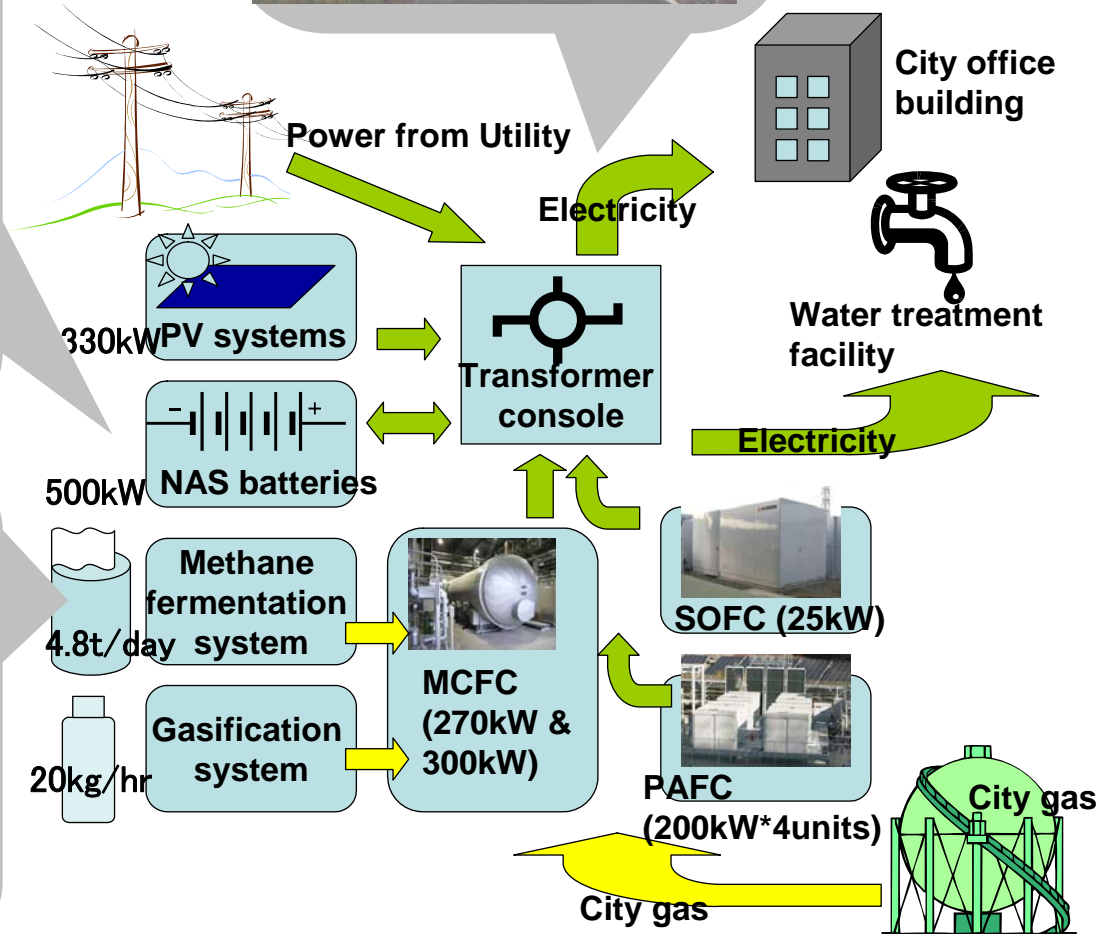 City office
building
Power from Utility
Electricity
Water treatment
facility
330kW
PV systems
Transformer
console
- +
500kW
NAS batteries
Electricity
Methane
fermentation
system
4.8t/day
SOFC (25kW)
MCFC
(270kW &
300kW)
Gasification
system
20kg/hr
PAFC
(200kW*4units)
City gas
City gas